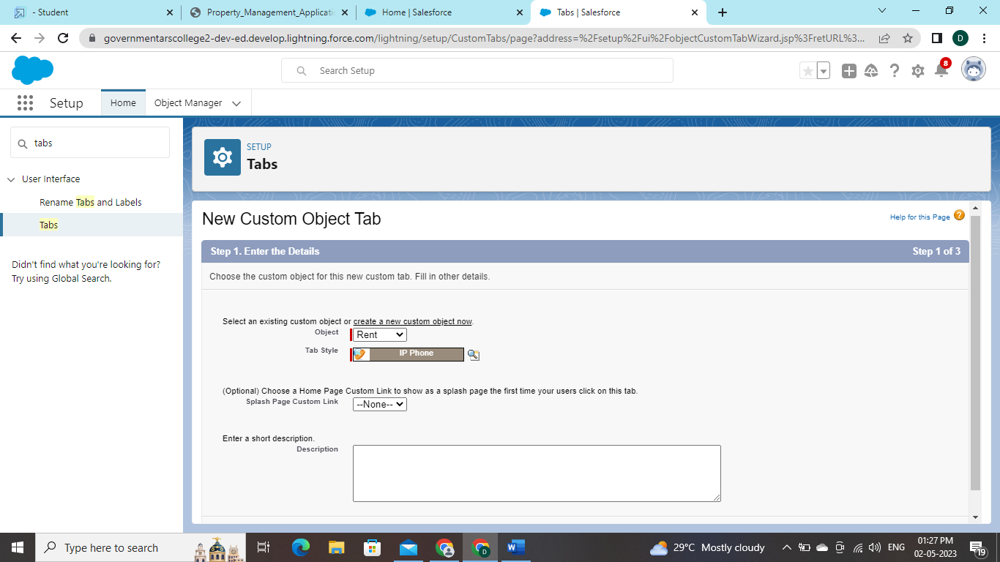 - Student
Property_Management_Applicati
Home | Salesforce
Tabs | Salesforce
governmentarscollege2-dev-ed.develop.lightning.force.com/lightning/setup/CustomTabs/page?address=%2Fsetup%2Fui%2FobjectCustomTabWizard.jsp%3FretURL%3...
D
Search Setup
8
Setup
Home
Object Manager
tabs
User Interface
Rename Tabs and Labels
Tabs
Didn't find what you're looking for?
Try using Global Search.
SETUP
Tabs
New Custom Object Tab
Help for this Page
Step 1. Enter the Details
Step 1 of 3
Choose the custom object for this new custom tab. Fill in other details.
Select an existing custom object or create a new custom object now.
Object
Rent
Tab Style
IP Phone
(Optional) Choose a Home Page Custom Link to show as a splash page the first time your users click on this tab.
Splash Page Custom Link
--None--
Enter a short description.
Description
Type here to search
D
29°C Mostly cloudy
ENG
01:27 PM
02-05-2023
19